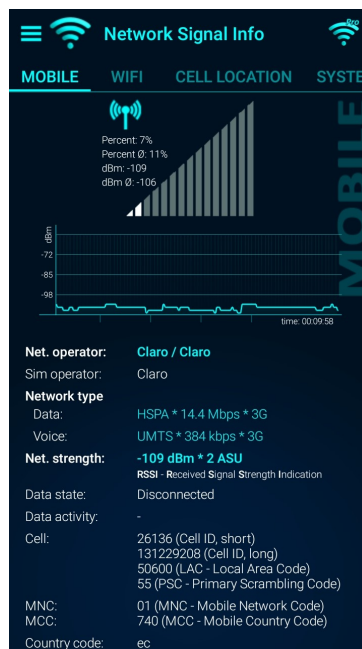 Network Signal Info
Pro
MOBILE WIFI CELL LOCATION SYSTE
Percent: 7%
Percent Ø: 11%
dBm: -109
dBm Ø: -106
MOBILE
dBm
-72
-85
-98
time: 00:09:58
Net. operator: Claro / Claro
Sim operator: Claro
Network type
Data: HSPA * 14.4 Mbps * 3G
Voice: UMTS * 384 kbps * 3G
Net. strength: -109 dBm * 2 ASU
RSSI - Received Signal Strength Indication
Data state: Disconnected
Data activity: -
Cell: 26136 (Cell ID, short)
131229208 (Cell ID, long)
50600 (LAC - Local Area Code)
55 (PSC - Primary Scrambling Code)
MNC: 01 (MNC - Mobile Network Code)
MCC: 740 (MCC - Mobile Country Code)
Country code: ec